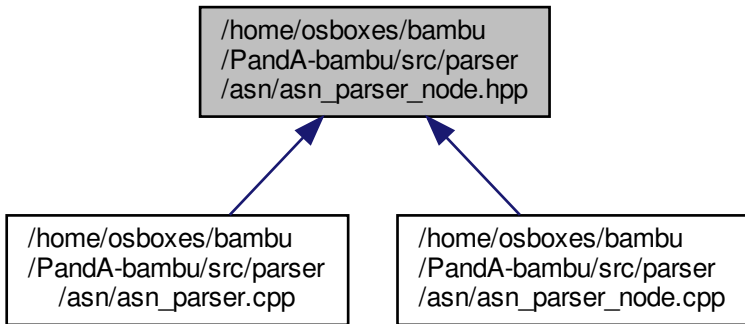 /home/osboxes/bambu
/PandA-bambu/src/parser
/asn/asn_parser_node.hpp
/home/osboxes/bambu
/PandA-bambu/src/parser
/asn/asn_parser.cpp
/home/osboxes/bambu
/PandA-bambu/src/parser
/asn/asn_parser_node.cpp